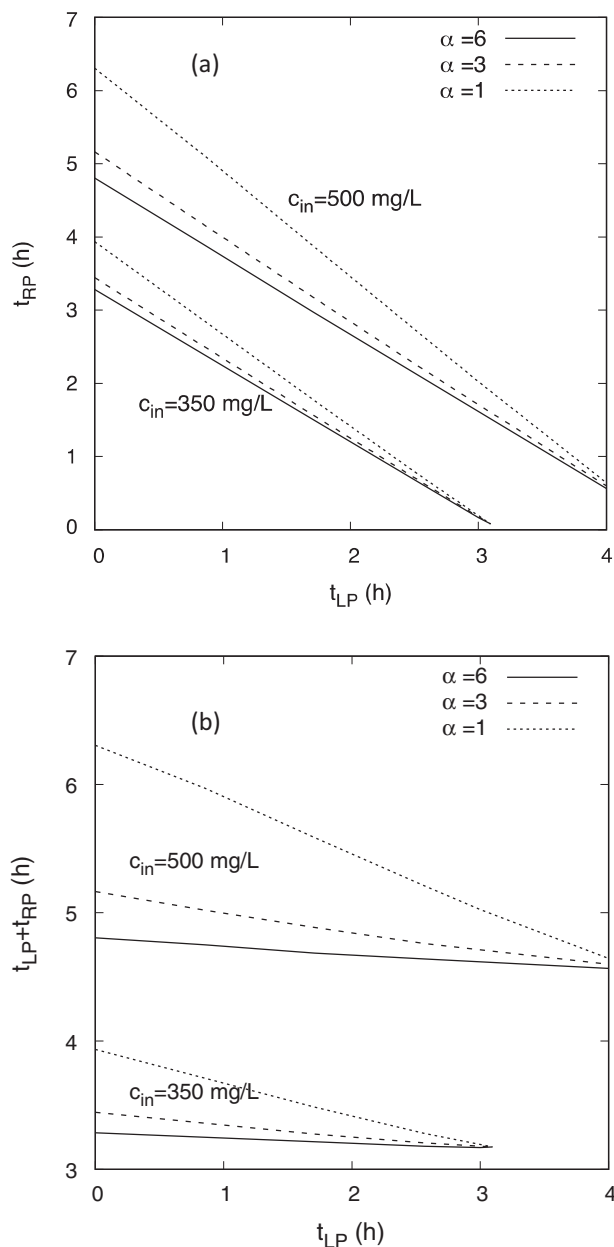 7
6
5
4
3
2
1
0
(a)
α =6
α =3
α =1
c_in=500 mg/L
c_in=350 mg/L
t_RP (h)
0 1 2 3 4
t_LP (h)
7
6
5
4
3
(b)
α =6
α =3
α =1
c_in=500 mg/L
c_in=350 mg/L
t_LP+t_RP (h)
0 1 2 3 4
t_LP (h)